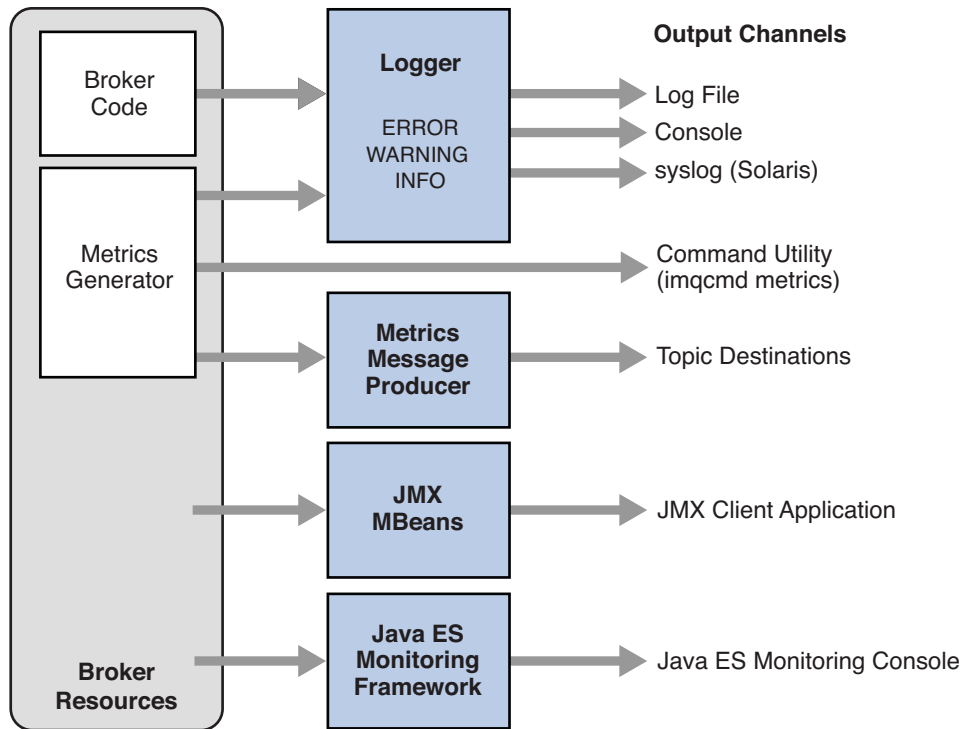 Output Channels
Broker
Code
Logger
ERROR
WARNING
INFO
Log File
Console
syslog (Solaris)
Metrics
Generator
Command Utility
(imqcmd metrics)
Metrics
Message
Producer
Topic Destinations
JMX
MBeans
JMX Client Application
Java ES
Monitoring
Framework
Java ES Monitoring Console
Broker
Resources